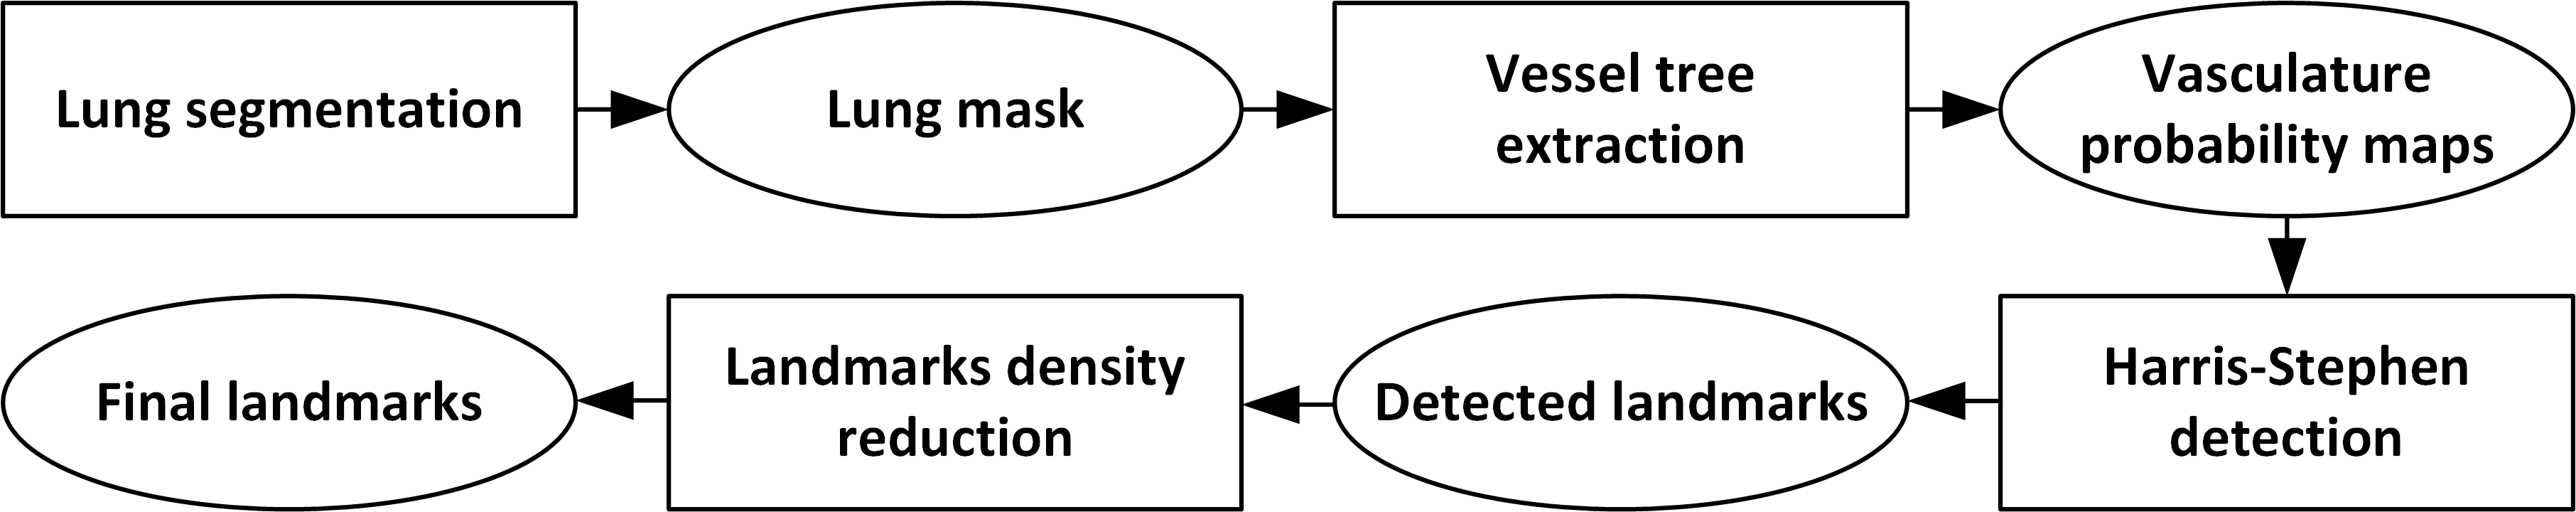 Lung segmentation
Lung mask
Vessel tree
extraction
Vasculature
probability maps
Harris-Stephen
detection
Detected landmarks
Landmarks density
reduction
Final landmarks